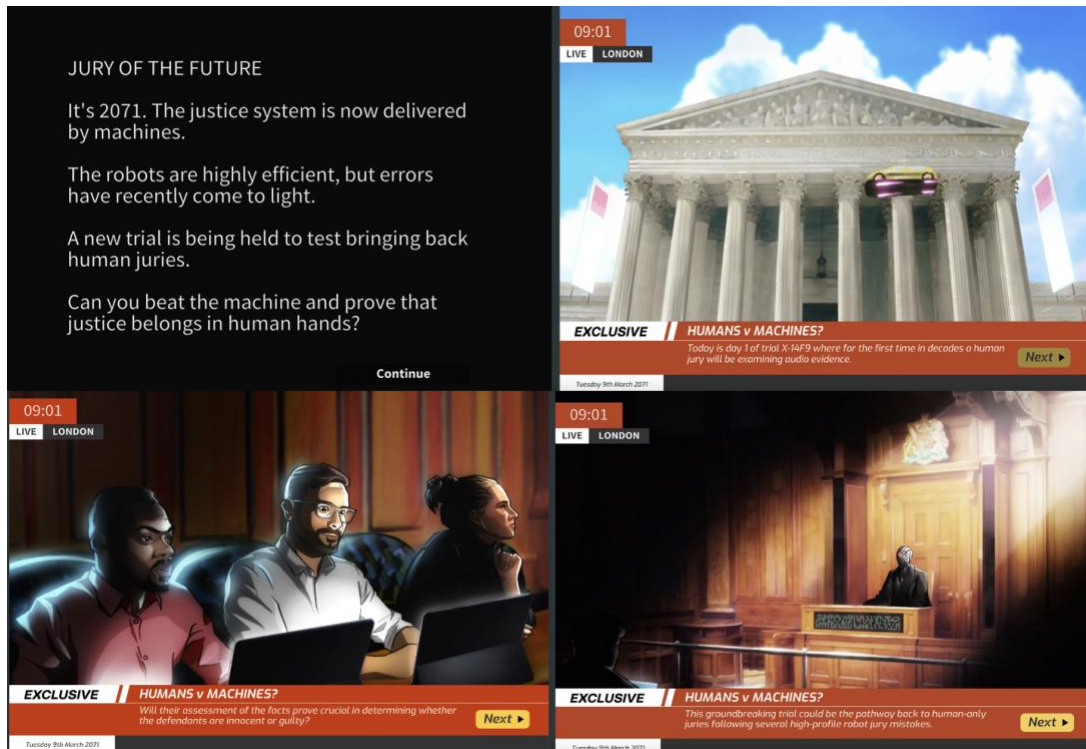 JURY OF THE FUTURE
It's 2071. The justice system is now delivered
by machines.
The robots are highly efficient, but errors
have recently come to light.
A new trial is being held to test bringing back
human juries.
Can you beat the machine and prove that
justice belongs in human hands?
Continue
09:01
LIVE LONDON
EXCLUSIVE // HUMANS v MACHINES?
Today is day 1 of trial X-14F9 where for the first time in decades a human
jury will be examining audio evidence.
Next ▸
Tuesday 9th March 2071
09:01
LIVE LONDON
EXCLUSIVE // HUMANS v MACHINES?
Will their assessment of the facts prove crucial in determining whether
the defendants are innocent or guilty?
Next ▸
Tuesday 9th March 2071
09:01
LIVE LONDON
EXCLUSIVE // HUMANS v MACHINES?
This groundbreaking trial could be the pathway back to human-only
juries following several high-profile robot jury mistakes.
Next ▸
Tuesday 9th March 2071